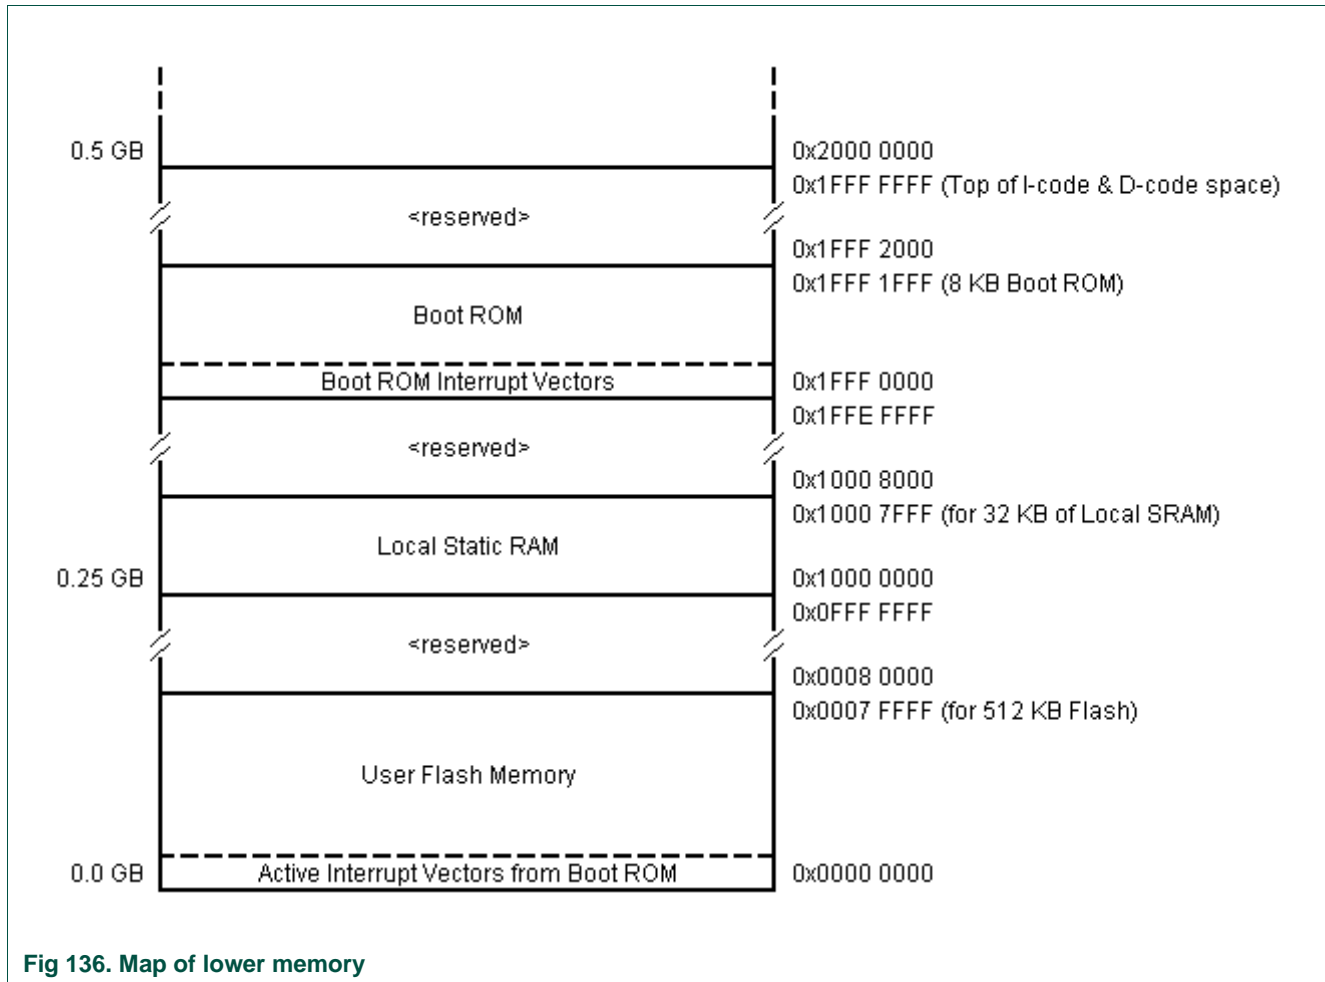 0.5 GB
0x2000 0000
0x1FFF FFFF (Top of I-code & D-code space)
<reserved>
0x1FFF 2000
0x1FFF 1FFF (8 KB Boot ROM)
Boot ROM
Boot ROM Interrupt Vectors
0x1FFF 0000
0x1FFE FFFF
<reserved>
0x1000 8000
0x1000 7FFF (for 32 KB of Local SRAM)
Local Static RAM
0.25 GB
0x1000 0000
0x0FFF FFFF
<reserved>
0x0008 0000
0x0007 FFFF (for 512 KB Flash)
User Flash Memory
0.0 GB
Active Interrupt Vectors from Boot ROM
0x0000 0000
Fig 136. Map of lower memory